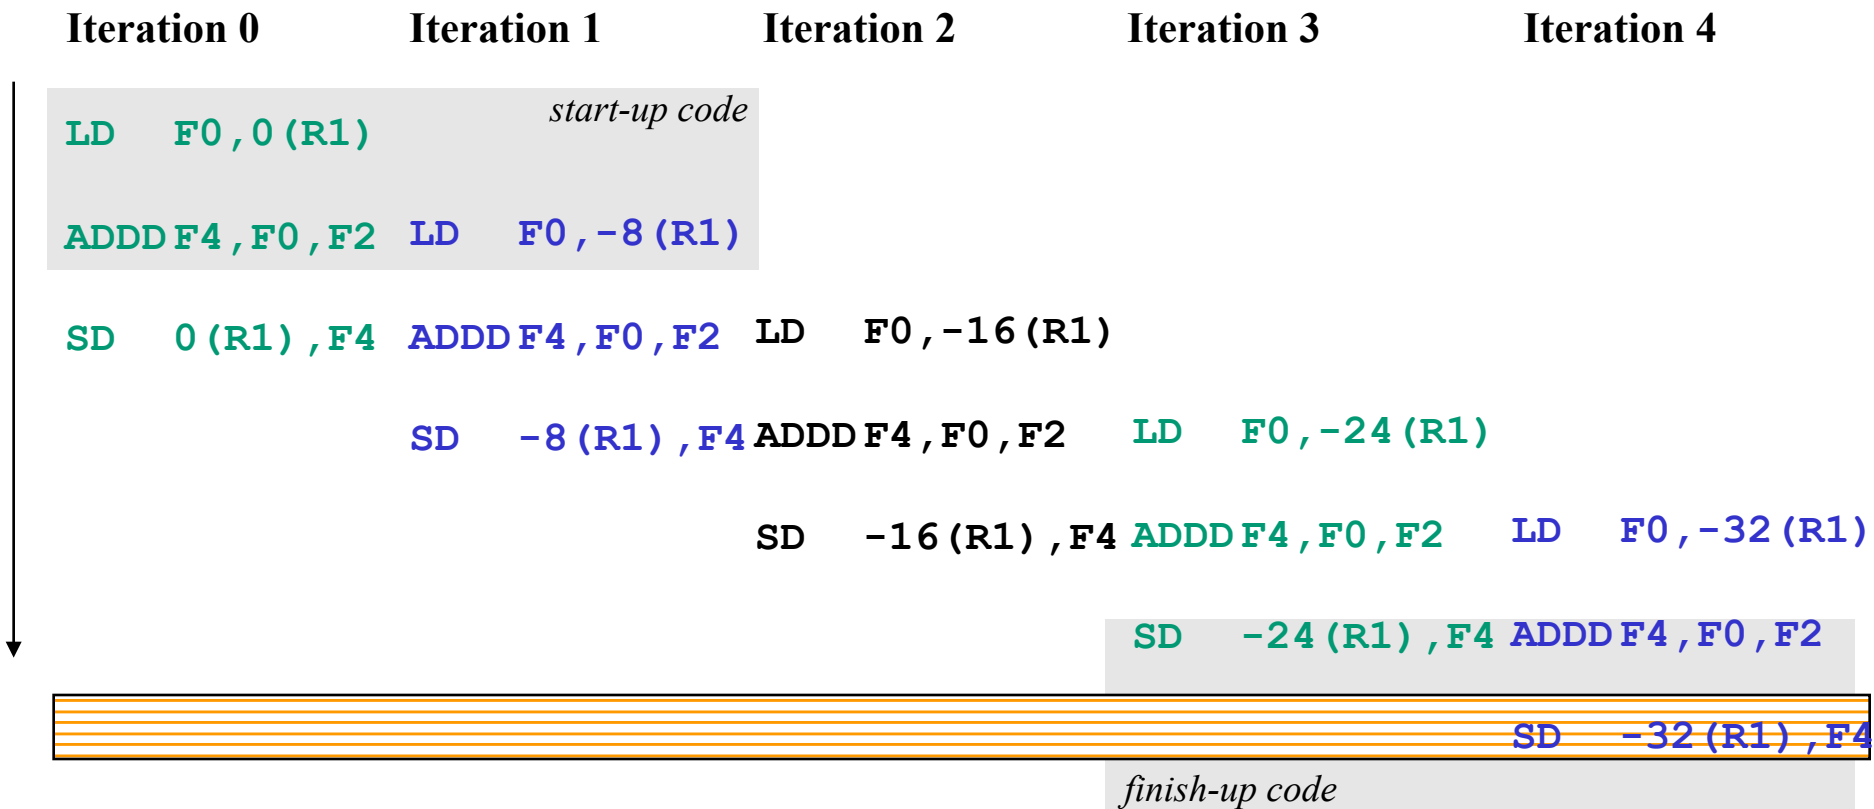 Iteration 0 Iteration 1 Iteration 2 Iteration 3 Iteration 4
start-up code
LD F0,0(R1)
ADDD F4,F0,F2 LD F0,-8(R1)
SD 0(R1),F4 ADDD F4,F0,F2 LD F0,-16(R1)
SD -8(R1),F4 ADDD F4,F0,F2 LD F0,-24(R1)
SD -16(R1),F4 ADDD F4,F0,F2 LD F0,-32(R1)
SD -24(R1),F4 ADDD F4,F0,F2
SD -32(R1),F4
finish-up code